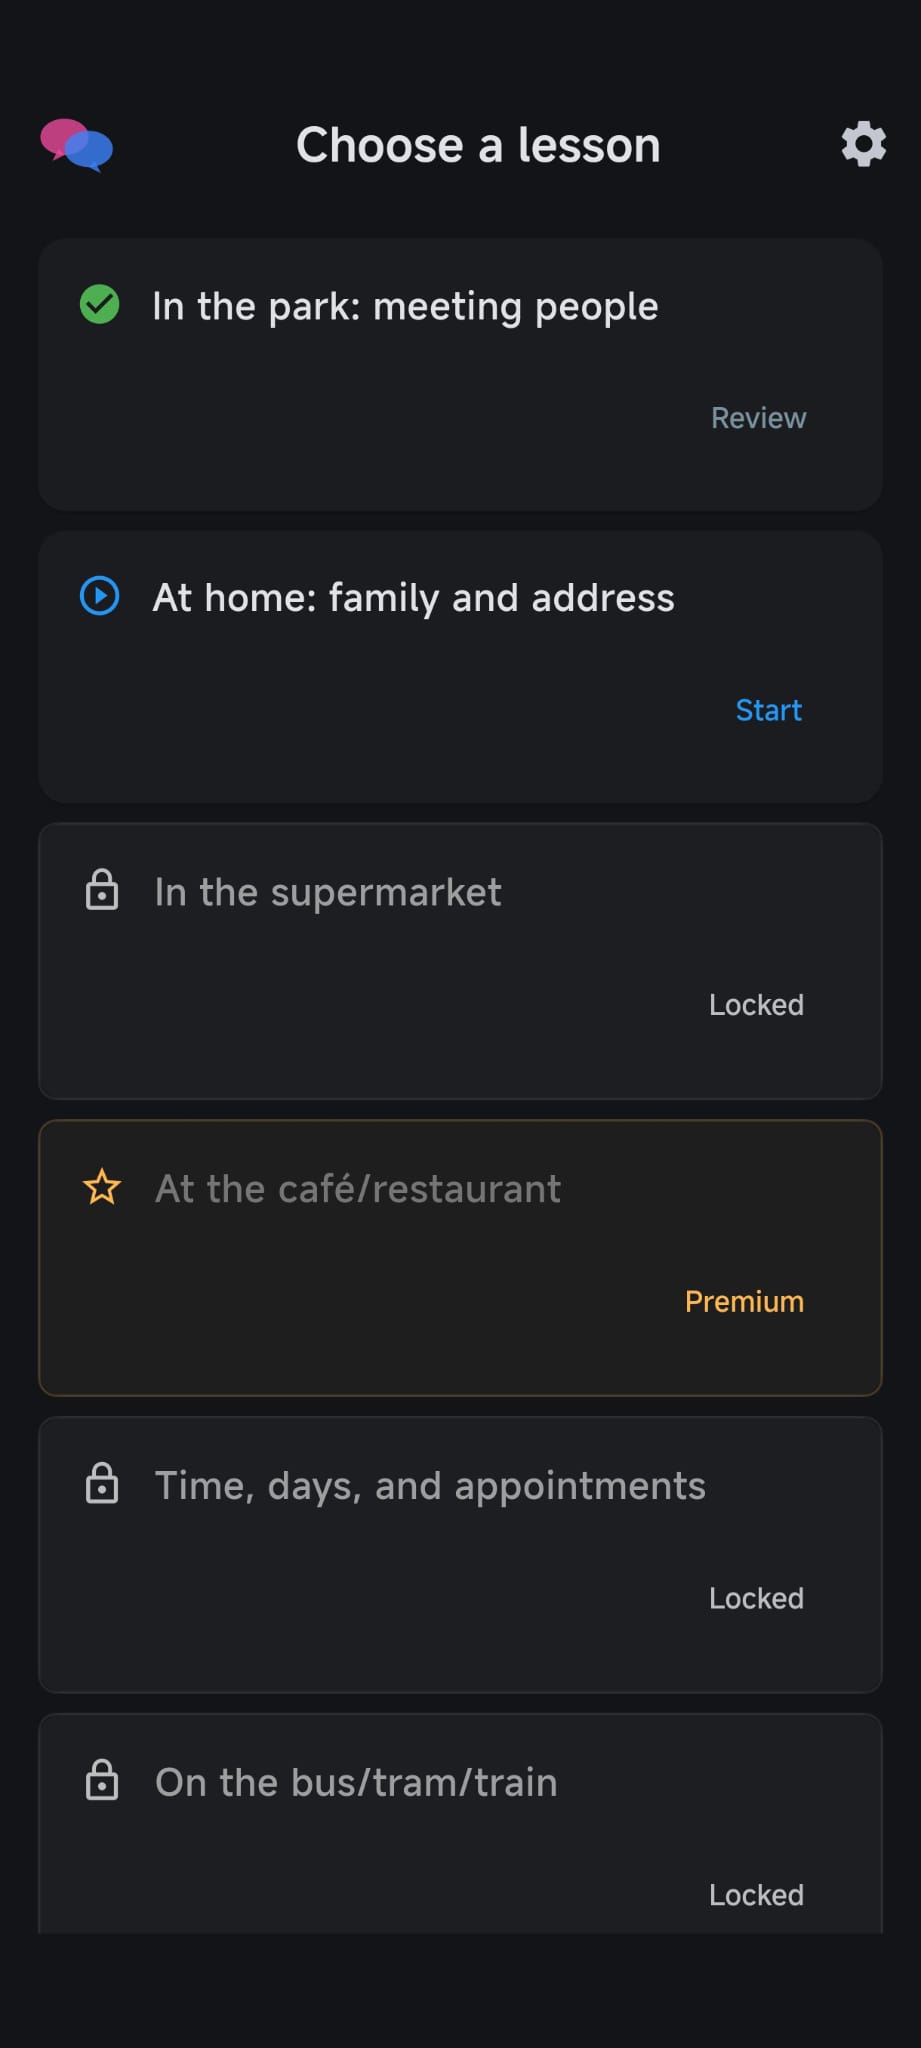 Choose a lesson
In the park: meeting people
Review
At home: family and address
Start
In the supermarket
Locked
At the café/restaurant
Premium
Time, days, and appointments
Locked
On the bus/tram/train
Locked